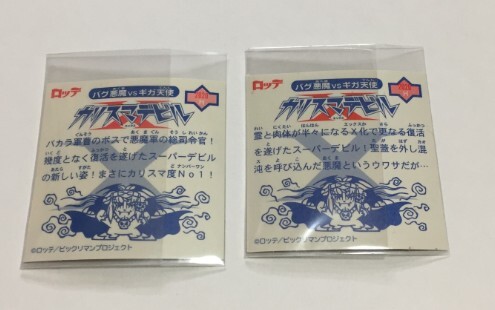 ロッテ
バグ悪魔VSギガ天使
カリスマデビル
バカラ軍団のボスで悪魔軍の総司令官！
幾度となく復活を遂げたスーパーデビル
の新しい姿！まさにカリスマ度No1！
©ロッテ/ビックリマンプロジェクト
ロッテ
バグ悪魔VSギガ天使
カリスマデビル
霊と肉体が半々になるX化で更なる復活
を遂げたスーパーデビル！聖蓋を外し混
沌を呼び込んだ悪魔というウワサだが…
©ロッテ/ビックリマンプロジェクト